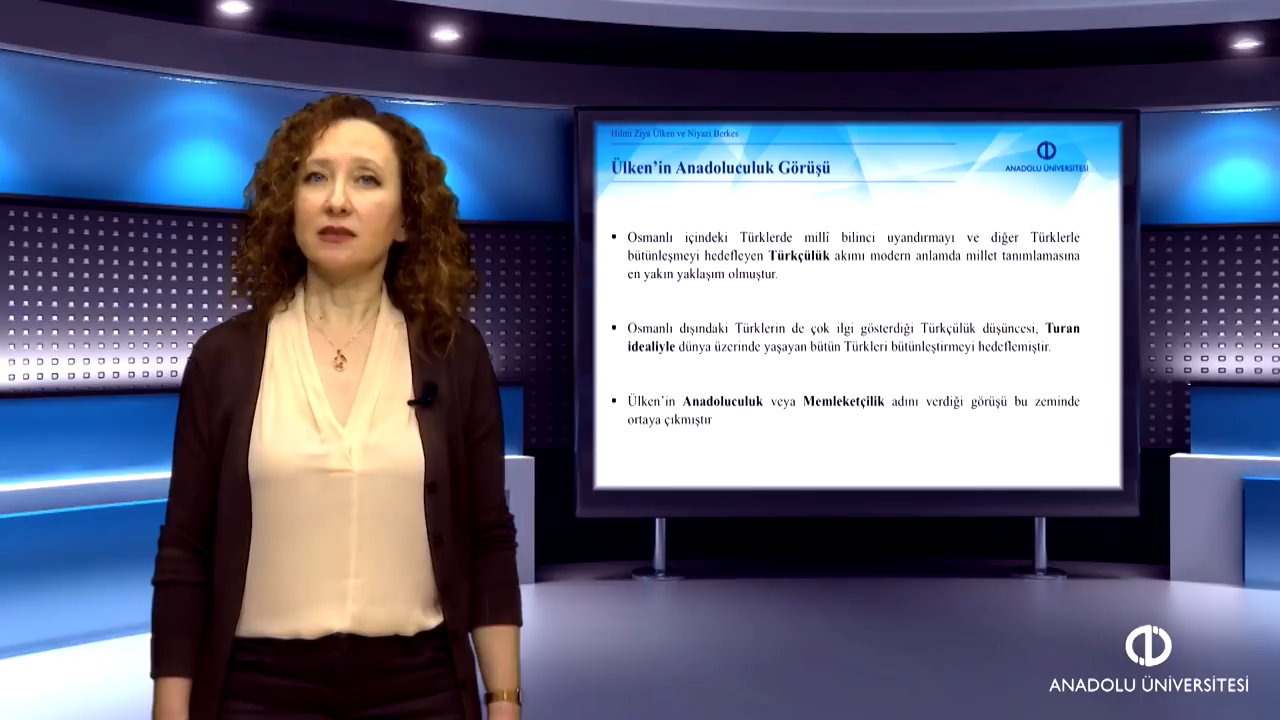 Hilmi Ziya Ülken ve Niyazi Berkes
Ülken’in Anadoluculuk Görüşü
ANADOLU ÜNİVERSİTESİ
▪ Osmanlı içindeki Türklerde millî bilinci uyandırmayı ve diğer Türklerle
bütünleşmeyi hedefleyen Türkçülük akımı modern anlamda millet tanımlamasına
en yakın yaklaşım olmuştur.
▪ Osmanlı dışındaki Türklerin de çok ilgi gösterdiği Türkçülük düşüncesi, Turan
idealiyle dünya üzerinde yaşayan bütün Türkleri bütünleştirmeyi hedeflemiştir.
▪ Ülken’in Anadoluculuk veya Memleketçilik adını verdiği görüşü bu zeminde
ortaya çıkmıştır
ANADOLU ÜNİVERSİTESİ